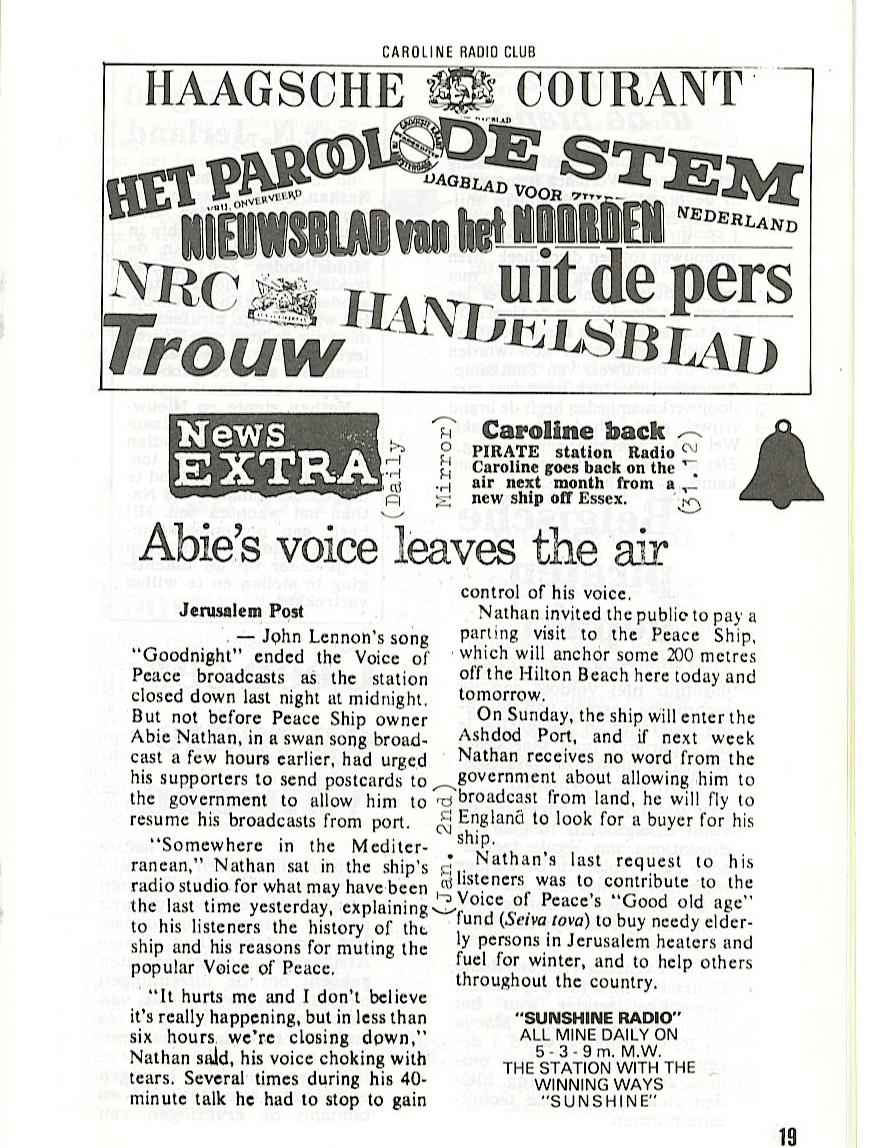 CAROLINE RADIO CLUB
HAAGSCHE COURANT
HET PAROOL
VRIJ, ONVERVEERD
DE STEM
DAGBLAD VOOR
NEDERLAND
NIEUWSBLAD van het NOORDEN
NRC HANDELSBLAD
uit de pers
Trouw
News
EXTRA
(Daily
Mirror)
Caroline back
PIRATE station Radio
Caroline goes back on the
air next month from a
new ship off Essex.
(31.12)
Abie's voice leaves the air
Jerusalem Post
— John Lennon's song
"Goodnight" ended the Voice of
Peace broadcasts as the station
closed down last night at midnight.
But not before Peace Ship owner
Abie Nathan, in a swan song broad-
cast a few hours earlier, had urged
his supporters to send postcards to
the government to allow him to
resume his broadcasts from port.
"Somewhere in the Mediter-
ranean," Nathan sat in the ship's
radio studio for what may have been
the last time yesterday, explaining
to his listeners the history of the
ship and his reasons for muting the
popular Voice of Peace.
"It hurts me and I don't believe
it's really happening, but in less than
six hours we're closing down,"
Nathan said, his voice choking with
tears. Several times during his 40-
minute talk he had to stop to gain
(Jan. 2nd)
control of his voice.
Nathan invited the public to pay a
parting visit to the Peace Ship,
which will anchor some 200 metres
off the Hilton Beach here today and
tomorrow.
On Sunday, the ship will enter the
Ashdod Port, and if next week
Nathan receives no word from the
government about allowing him to
broadcast from land, he will fly to
England to look for a buyer for his
ship.
Nathan's last request to his
listeners was to contribute to the
Voice of Peace's "Good old age"
fund (Seiva tova) to buy needy elder-
ly persons in Jerusalem heaters and
fuel for winter, and to help others
throughout the country.
"SUNSHINE RADIO"
ALL MINE DAILY ON
5-3-9 m. M.W.
THE STATION WITH THE
WINNING WAYS
"SUNSHINE"
19